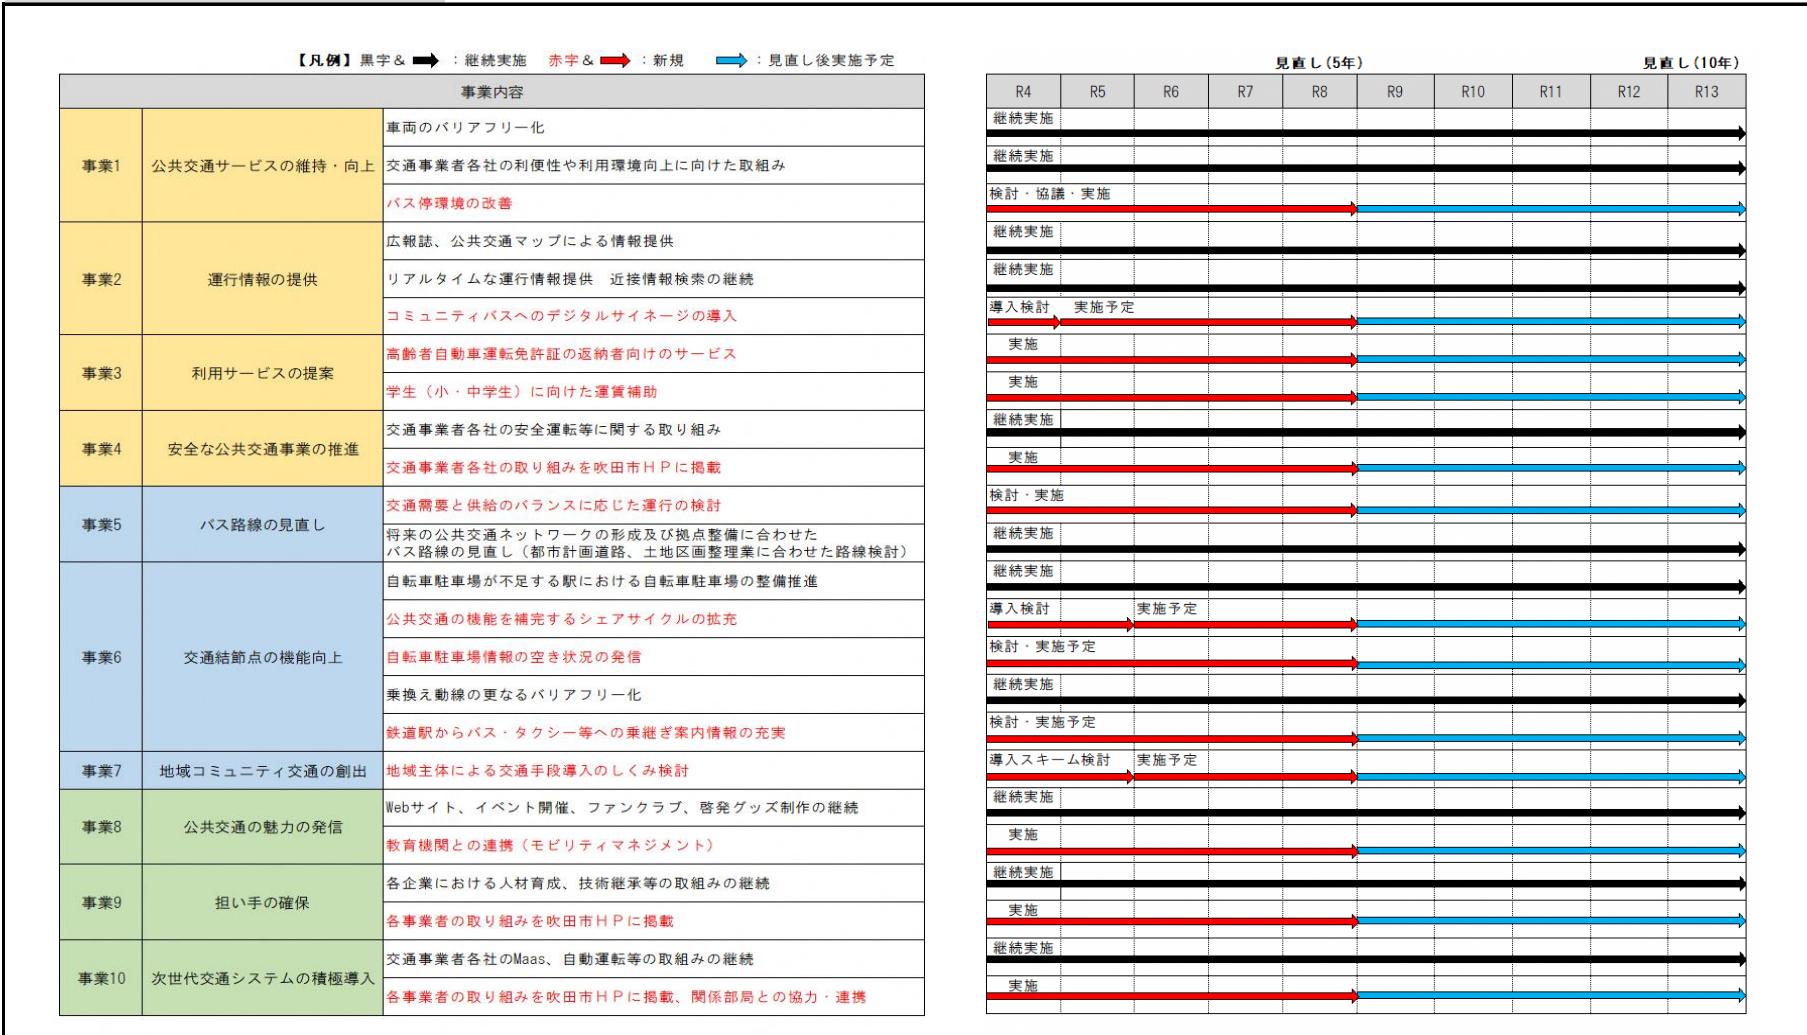 【凡例】黒字& ：継続実施 赤字& ：新規 ：見直し後実施予定
見直し(5年) 見直し(10年)
事業内容
R4 R5 R6 R7 R8 R9 R10 R11 R12 R13
事業1 公共交通サービスの維持・向上
車両のバリアフリー化
継続実施
交通事業者各社の利便性や利用環境向上に向けた取組み
継続実施
バス停環境の改善
検討・協議・実施
事業2 運行情報の提供
広報誌、公共交通マップによる情報提供
継続実施
リアルタイムな運行情報提供 近接情報検索の継続
継続実施
コミュニティバスへのデジタルサイネージの導入
導入検討 実施予定
事業3 利用サービスの提案
高齢者自動車運転免許証の返納者向けのサービス
実施
学生（小・中学生）に向けた運賃補助
実施
事業4 安全な公共交通事業の推進
交通事業者各社の安全運転等に関する取り組み
継続実施
交通事業者各社の取り組みを吹田市ＨＰに掲載
実施
事業5 バス路線の見直し
交通需要と供給のバランスに応じた運行の検討
検討・実施
将来の公共交通ネットワークの形成及び拠点整備に合わせた
バス路線の見直し（都市計画道路、土地区画整理業に合わせた路線検討）
継続実施
事業6 交通結節点の機能向上
自転車駐車場が不足する駅における自転車駐車場の整備推進
継続実施
公共交通の機能を補完するシェアサイクルの拡充
導入検討 実施予定
自転車駐車場情報の空き状況の発信
検討・実施予定
乗換え動線の更なるバリアフリー化
継続実施
鉄道駅からバス・タクシー等への乗継ぎ案内情報の充実
検討・実施予定
事業7 地域コミュニティ交通の創出
地域主体による交通手段導入のしくみ検討
導入スキーム検討 実施予定
事業8 公共交通の魅力の発信
Webサイト、イベント開催、ファンクラブ、啓発グッズ制作の継続
継続実施
教育機関との連携（モビリティマネジメント）
実施
事業9 担い手の確保
各企業における人材育成、技術継承等の取組みの継続
継続実施
各事業者の取り組みを吹田市ＨＰに掲載
実施
事業10 次世代交通システムの積極導入
交通事業者各社のMaas、自動運転等の取組みの継続
継続実施
各事業者の取り組みを吹田市ＨＰに掲載、関係部局との協力・連携
実施